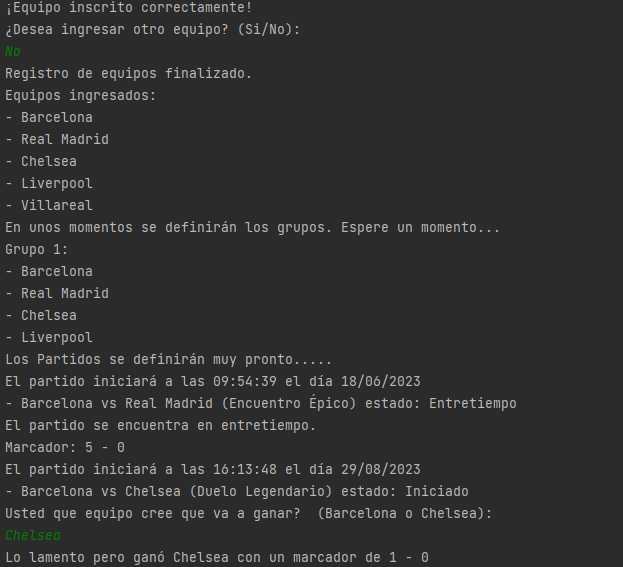 ¡Equipo inscrito correctamente!
¿Desea ingresar otro equipo? (Si/No):
No
Registro de equipos finalizado.
Equipos ingresados:
- Barcelona
- Real Madrid
- Chelsea
- Liverpool
- Villareal
En unos momentos se definirán los grupos. Espere un momento...
Grupo 1:
- Barcelona
- Real Madrid
- Chelsea
- Liverpool
Los Partidos se definirán muy pronto.....
El partido iniciará a las 09:54:39 el día 18/06/2023
- Barcelona vs Real Madrid (Encuentro Épico) estado: Entretiempo
El partido se encuentra en entretiempo.
Marcador: 5 - 0
El partido iniciará a las 16:13:48 el día 29/08/2023
- Barcelona vs Chelsea (Duelo Legendario) estado: Iniciado
Usted que equipo cree que va a ganar?  (Barcelona o Chelsea):
Chelsea
Lo lamento pero ganó Chelsea con un marcador de 1 - 0